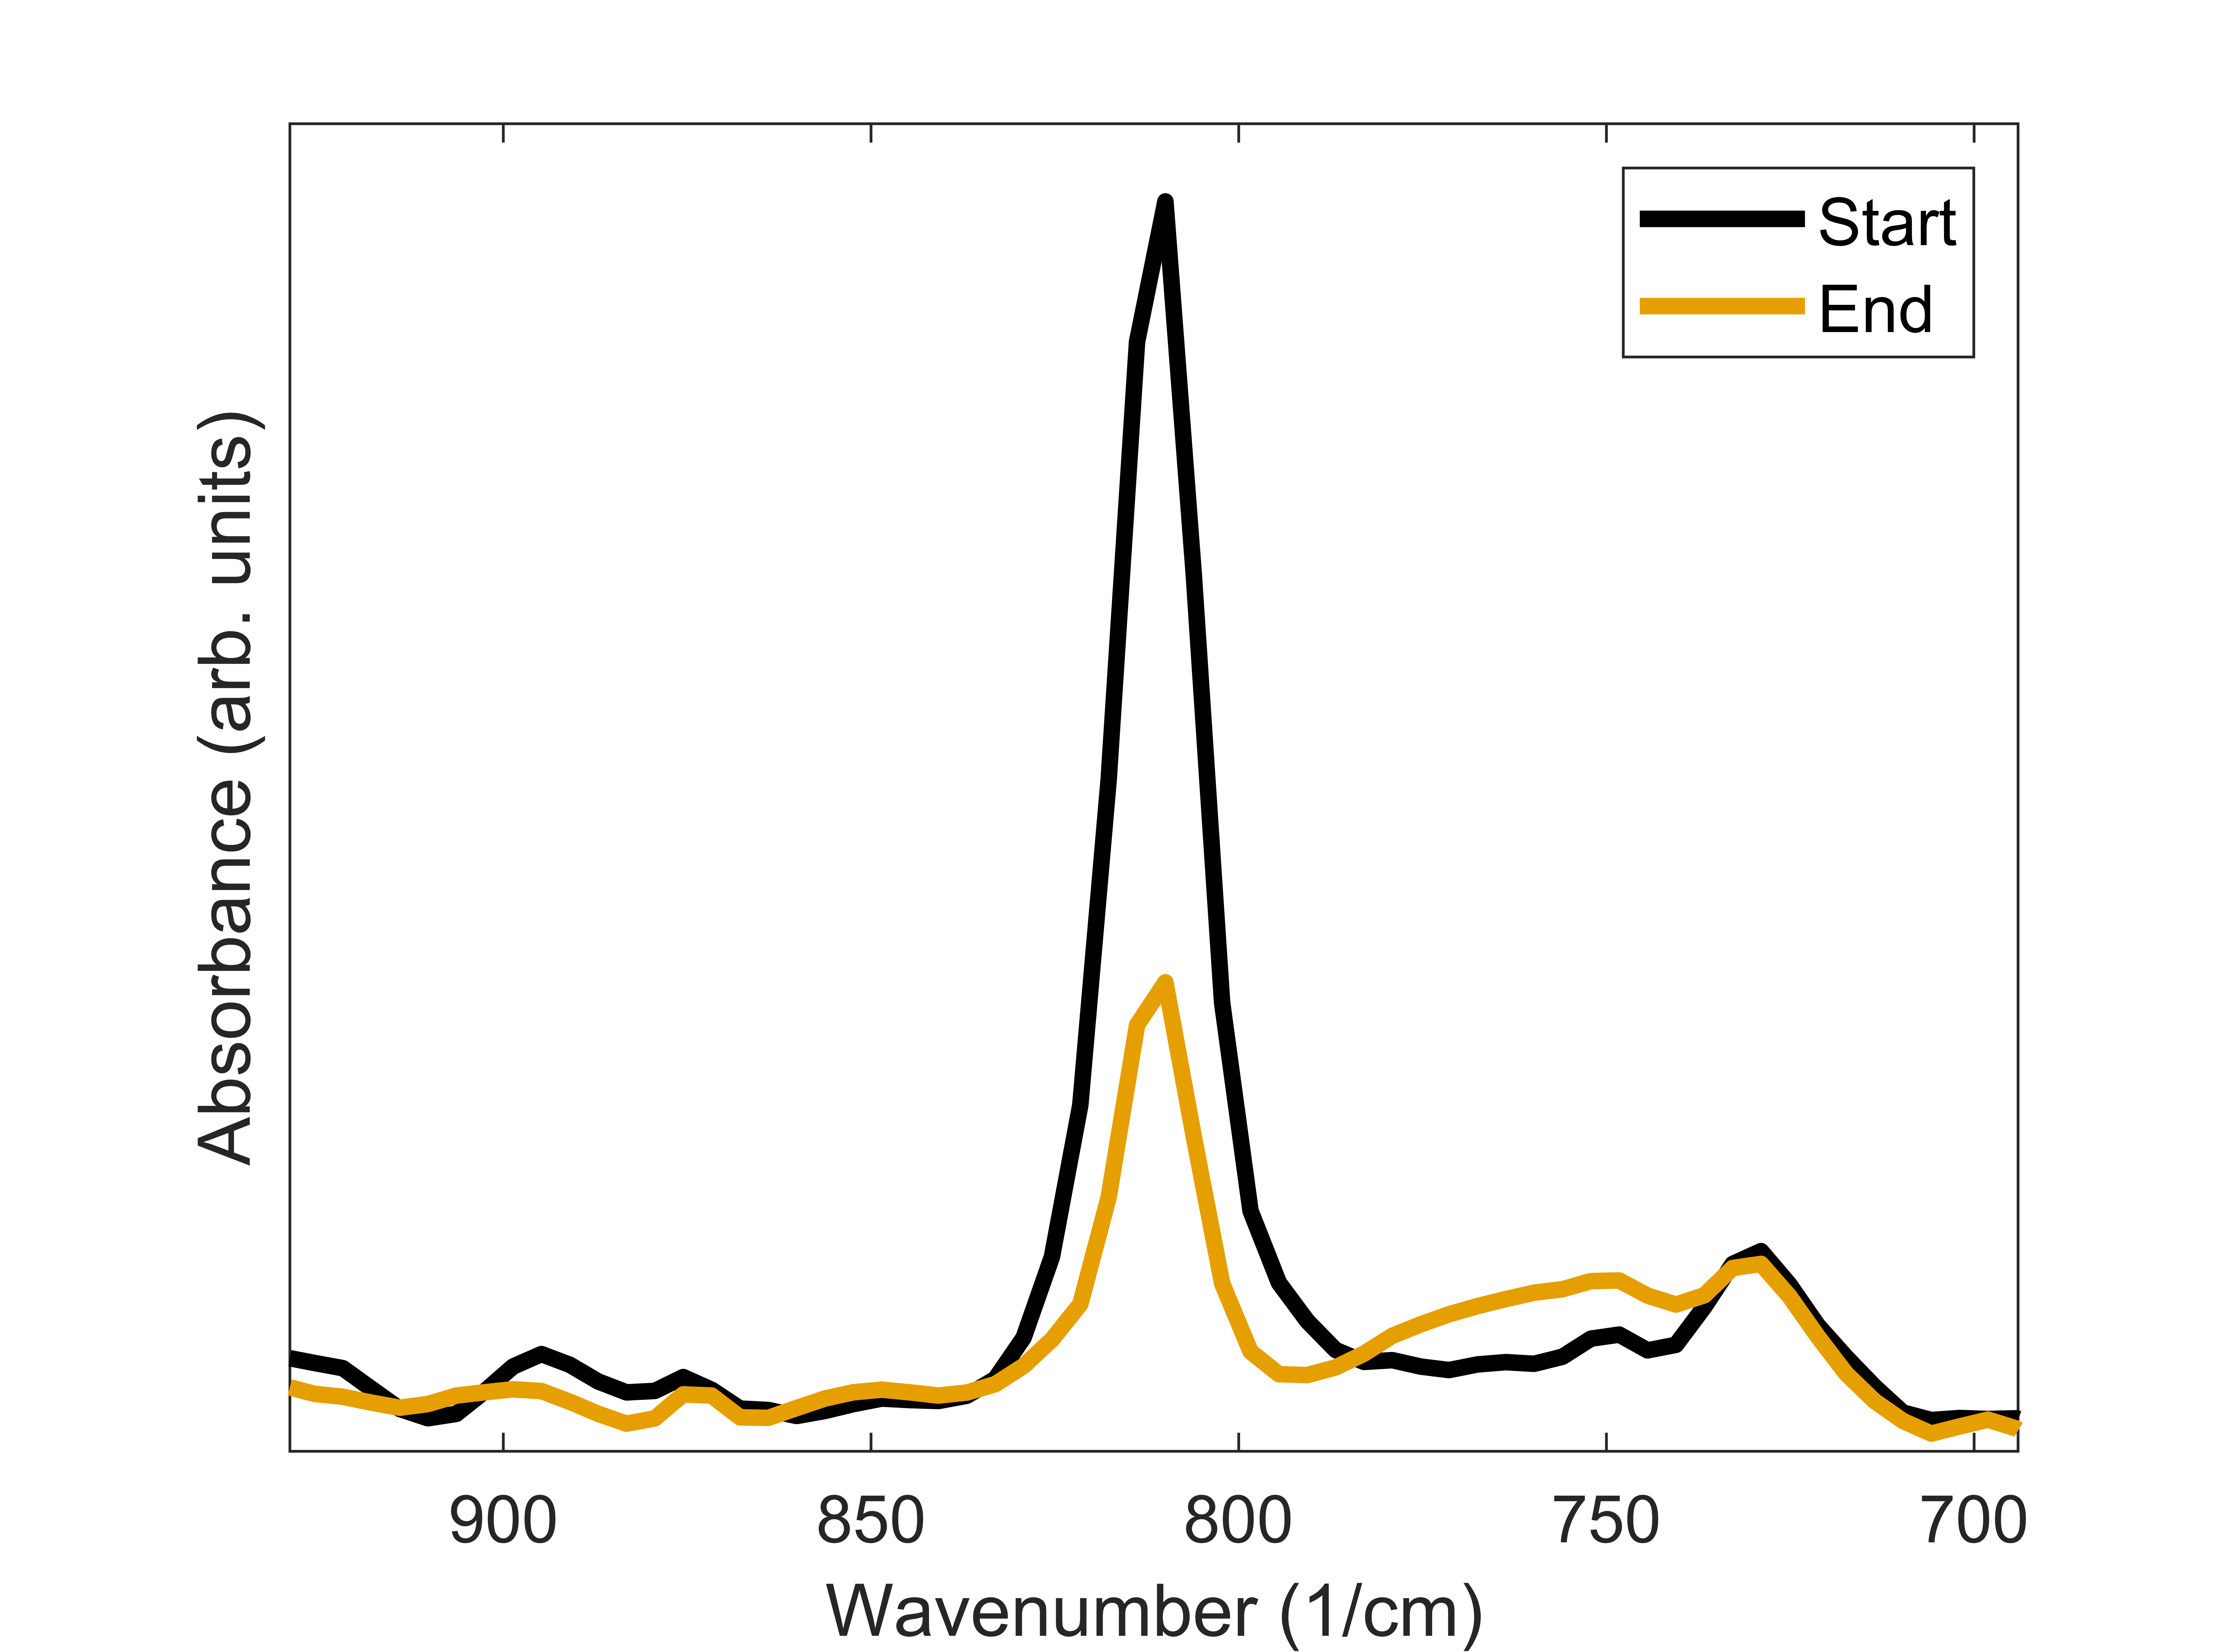 Start
End
Absorbance (arb. units)
900 850 800 750 700
Wavenumber (1/cm)